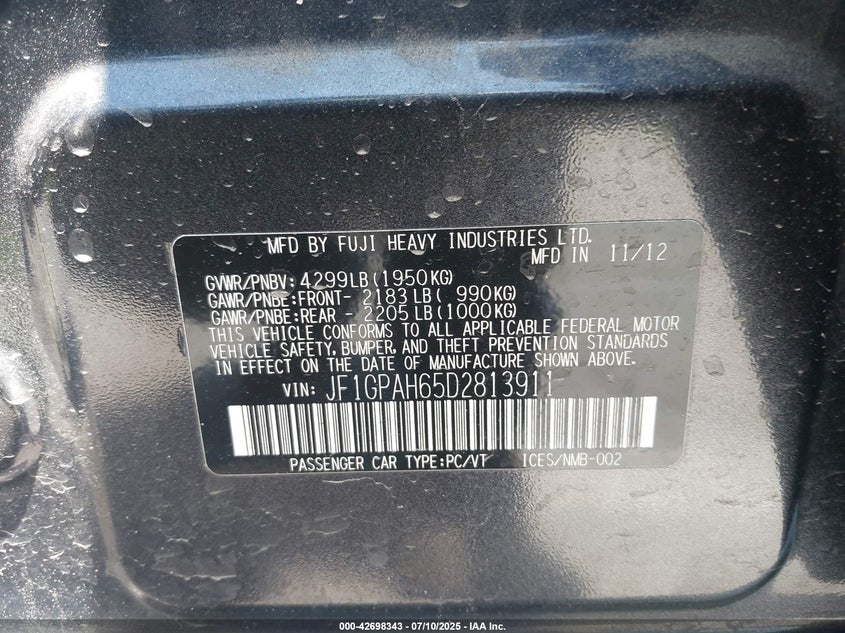 MFD BY FUJI HEAVY INDUSTRIES LTD.
MFD IN 11/12
GVWR/PNBV: 4299LB (1950KG)
GAWR/PNBE:FRONT- 2183LB ( 990KG)
GAWR/PNBE:REAR - 2205LB (1000KG)
THIS VEHICLE CONFORMS TO ALL APPLICABLE FEDERAL MOTOR
VEHICLE SAFETY, BUMPER, AND THEFT PREVENTION STANDARDS
IN EFFECT ON THE DATE OF MANUFACTURE SHOWN ABOVE.
VIN: JF1GPAH65D2813911
PASSENGER CAR TYPE:PC/VT ICES/NMB-002
000-42698343 - 07/10/2025 - IAA Inc.